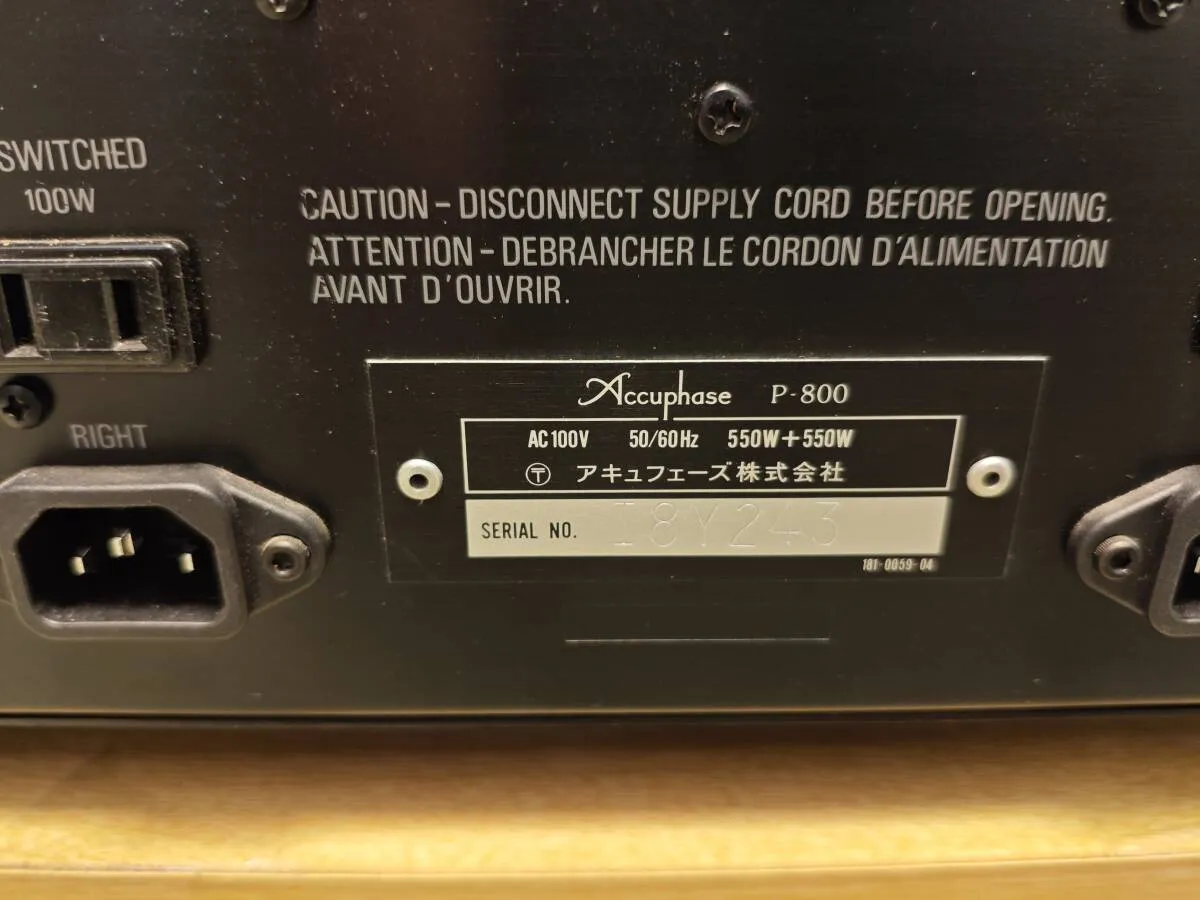 SWITCHED
100W
CAUTION – DISCONNECT SUPPLY CORD BEFORE OPENING.
ATTENTION – DEBRANCHER LE CORDON D'ALIMENTATION
AVANT D'OUVRIR.
RIGHT
Accuphase P-800
AC100V 50/60Hz 550W+550W
〒 アキュフェーズ株式会社
SERIAL NO. I8Y243
181-0059-04